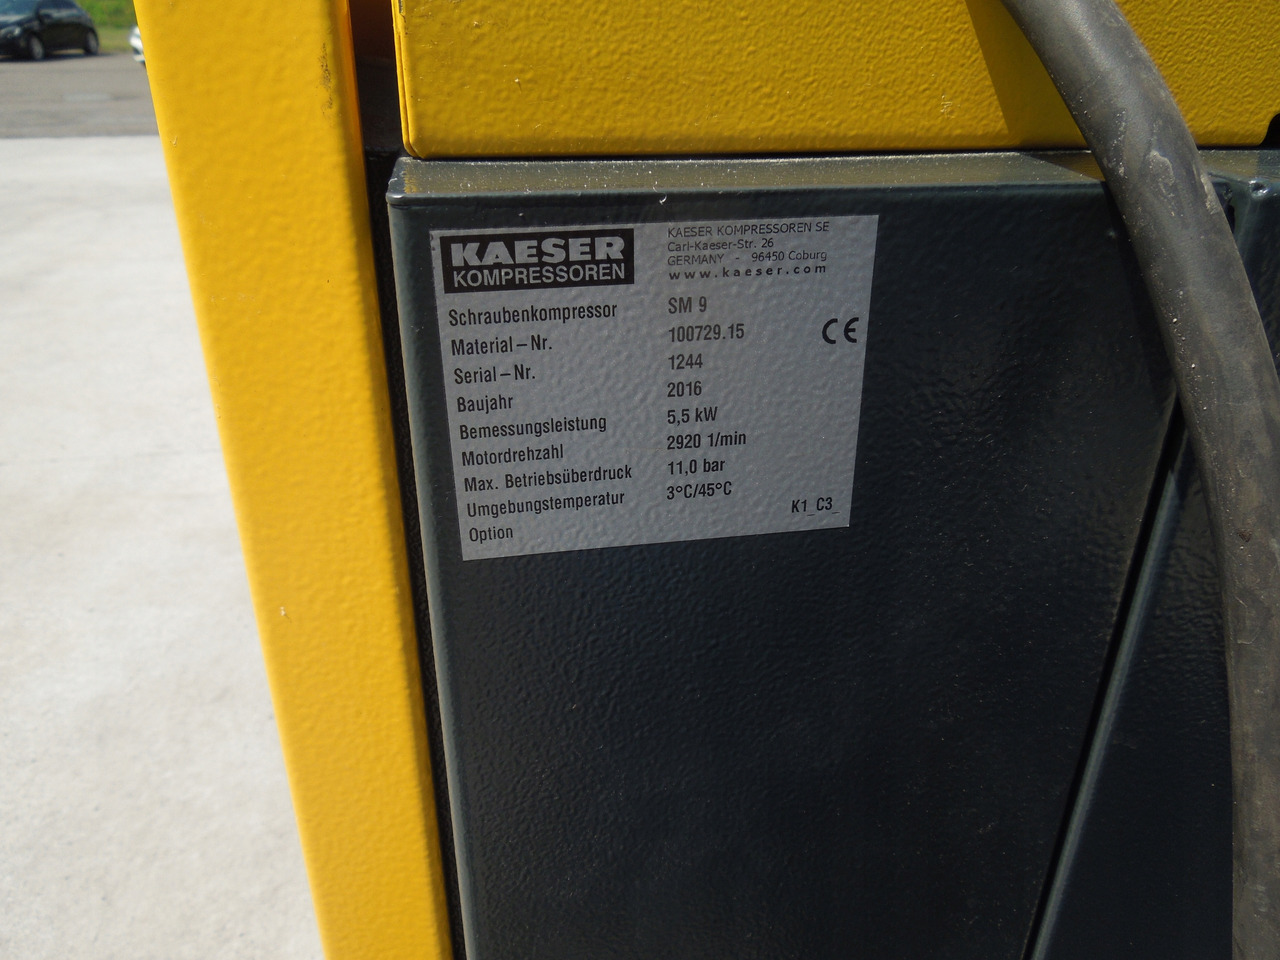 KAESER
KOMPRESSOREN
KAESER KOMPRESSOREN SE
Carl-Kaeser-Str. 26
GERMANY - 96450 Coburg
www.kaeser.com
Schraubenkompressor SM 9
Material-Nr. 100729.15 CE
Serial-Nr. 1244
Baujahr 2016
Bemessungsleistung 5,5 kW
Motordrehzahl 2920 1/min
Max. Betriebsüberdruck 11,0 bar
Umgebungstemperatur 3°C/45°C
Option K1_C3_